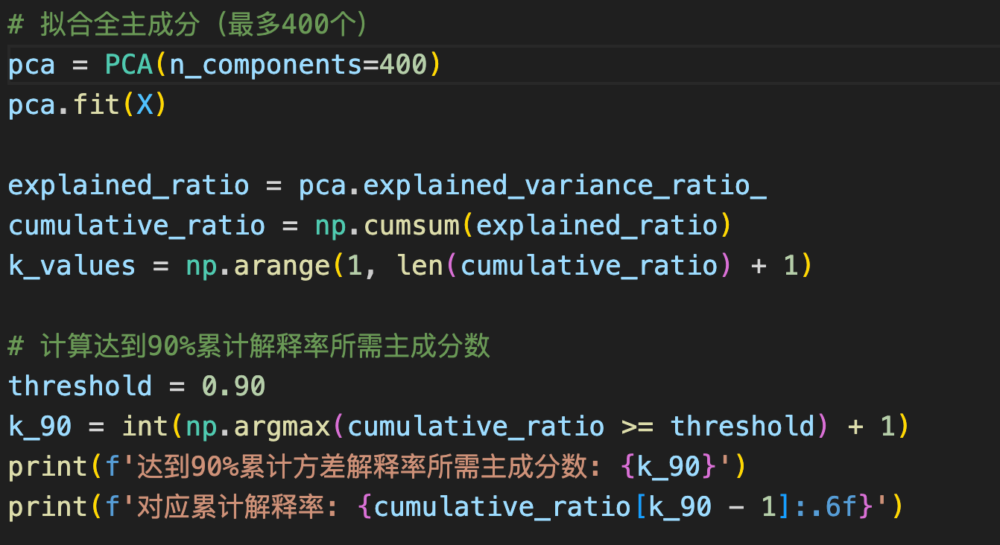 # 拟合全主成分（最多400个）
pca = PCA(n_components=400)
pca.fit(X)
explained_ratio = pca.explained_variance_ratio_
cumulative_ratio = np.cumsum(explained_ratio)
k_values = np.arange(1, len(cumulative_ratio) + 1)
# 计算达到90%累计解释率所需主成分数
threshold = 0.90
k_90 = int(np.argmax(cumulative_ratio >= threshold) + 1)
print(f'达到90%累计方差解释率所需主成分数: {k_90}')
print(f'对应累计解释率: {cumulative_ratio[k_90 - 1]:.6f}')